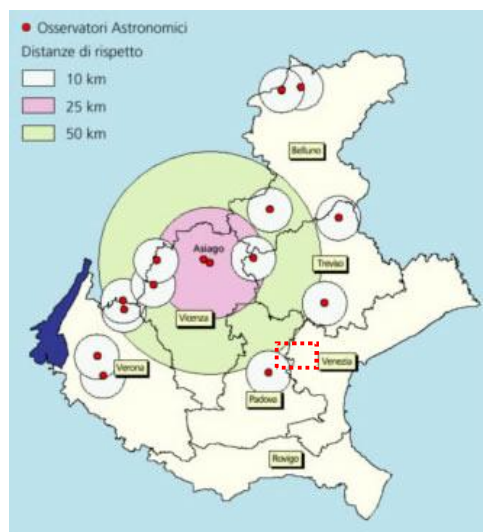 Osservatori Astronomici
Distanze di rispetto
10 km
25 km
50 km
Belluno
Asiago
Treviso
Vicenza
Venezia
Verona
Padova
Rovigo